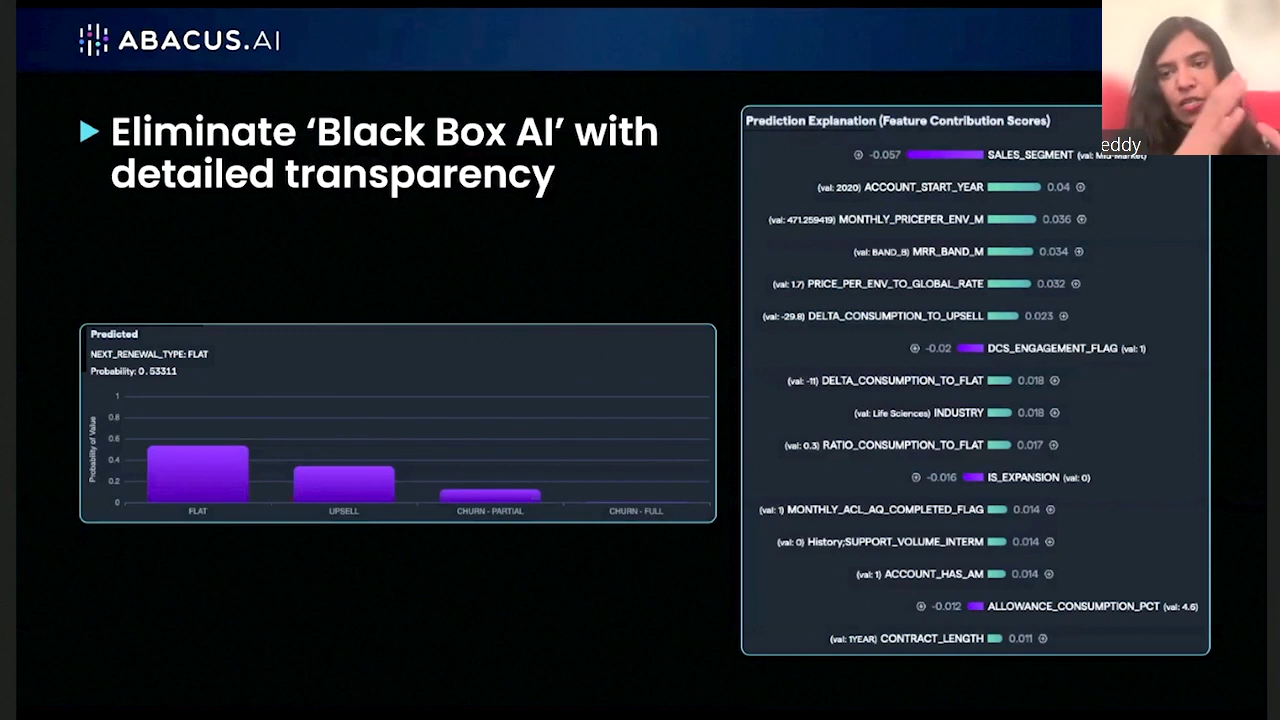 ABACUS.AI
eddy
Eliminate ‘Black Box AI’ with
detailed transparency
Predicted
NEXT_RENEWAL_TYPE: FLAT
Probability: 0.53311
Probability of Value
1
0.8
0.6
0.4
0.2
0
FLAT UPSELL CHURN - PARTIAL CHURN - FULL
Prediction Explanation (Feature Contribution Scores)
-0.057 SALES_SEGMENT (val: Mid-Market)
(val: 2020) ACCOUNT_START_YEAR 0.04
(val: 471.259419) MONTHLY_PRICEPER_ENV_M 0.036
(val: BAND_B) MRR_BAND_M 0.034
(val: 1.7) PRICE_PER_ENV_TO_GLOBAL_RATE 0.032
(val: -29.8) DELTA_CONSUMPTION_TO_UPSELL 0.023
-0.02 DCS_ENGAGEMENT_FLAG (val: 1)
(val: -11) DELTA_CONSUMPTION_TO_FLAT 0.018
(val: Life Sciences) INDUSTRY 0.018
(val: 0.3) RATIO_CONSUMPTION_TO_FLAT 0.017
-0.016 IS_EXPANSION (val: 0)
(val: 1) MONTHLY_ACL_AQ_COMPLETED_FLAG 0.014
(val: 0) History;SUPPORT_VOLUME_INTERM 0.014
(val: 1) ACCOUNT_HAS_AM 0.014
-0.012 ALLOWANCE_CONSUMPTION_PCT (val: 4.6)
(val: 1YEAR) CONTRACT_LENGTH 0.011